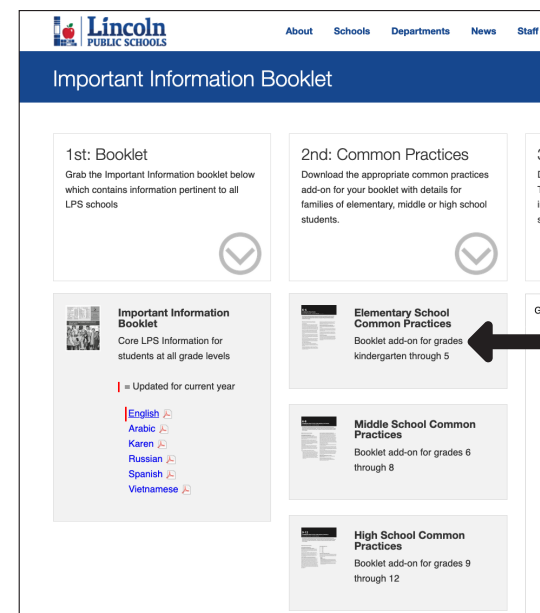 Lincoln
PUBLIC SCHOOLS
About Schools Departments News Staff
Important Information Booklet
1st: Booklet
Grab the Important Information booklet below
which contains information pertinent to all
LPS schools
2nd: Common Practices
Download the appropriate common practices
add-on for your booklet with details for
families of elementary, middle or high school
students.
Important Information
Booklet
Core LPS Information for
students at all grade levels
= Updated for current year
English
Arabic
Karen
Russian
Spanish
Vietnamese
Elementary School
Common Practices
Booklet add-on for grades
kindergarten through 5
Middle School Common
Practices
Booklet add-on for grades 6
through 8
High School Common
Practices
Booklet add-on for grades 9
through 12